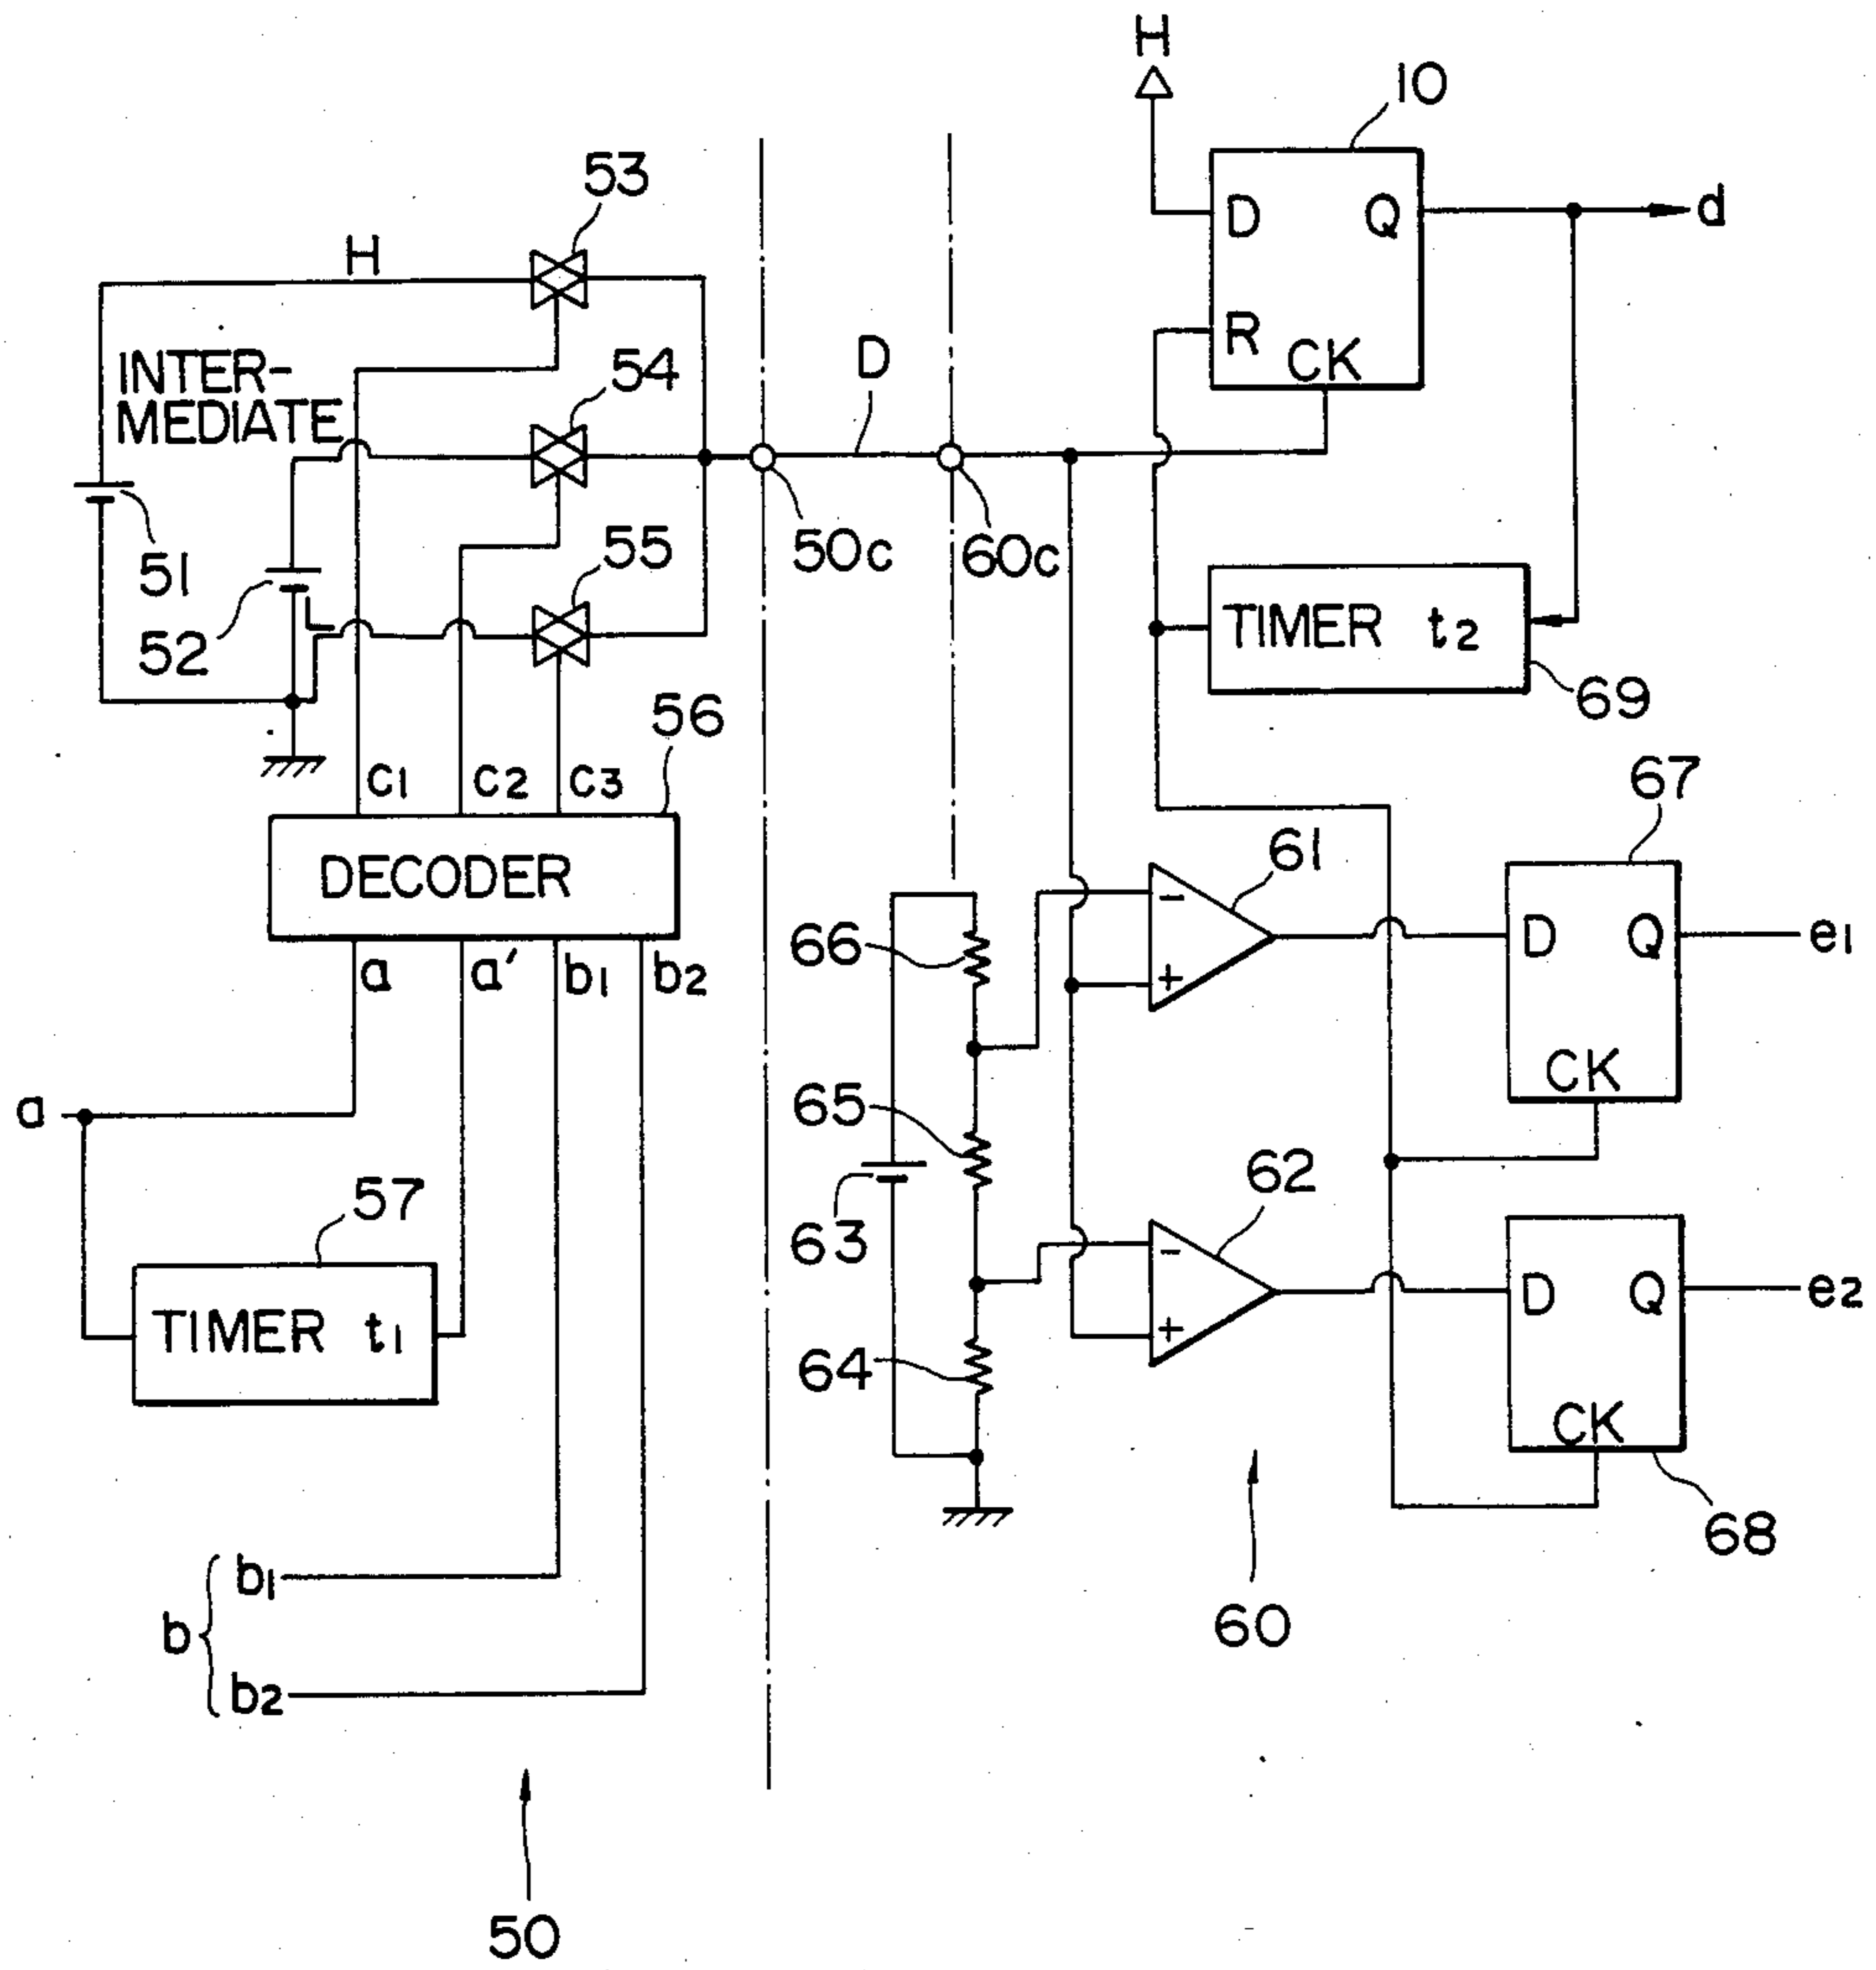 H
10
53
D
Q
d
H
R
CK
INTER-
MEDIATE
54
D
51
55
50c
60c
L
52
TIMER t2
69
56
c1
c2
c3
67
DECODER
61
66
D
Q
e1
a
a'
b1
b2
CK
a
65
57
62
63
TIMER t1
D
Q
e2
64
CK
68
b
b1
b2
60
50
-
+
-
+